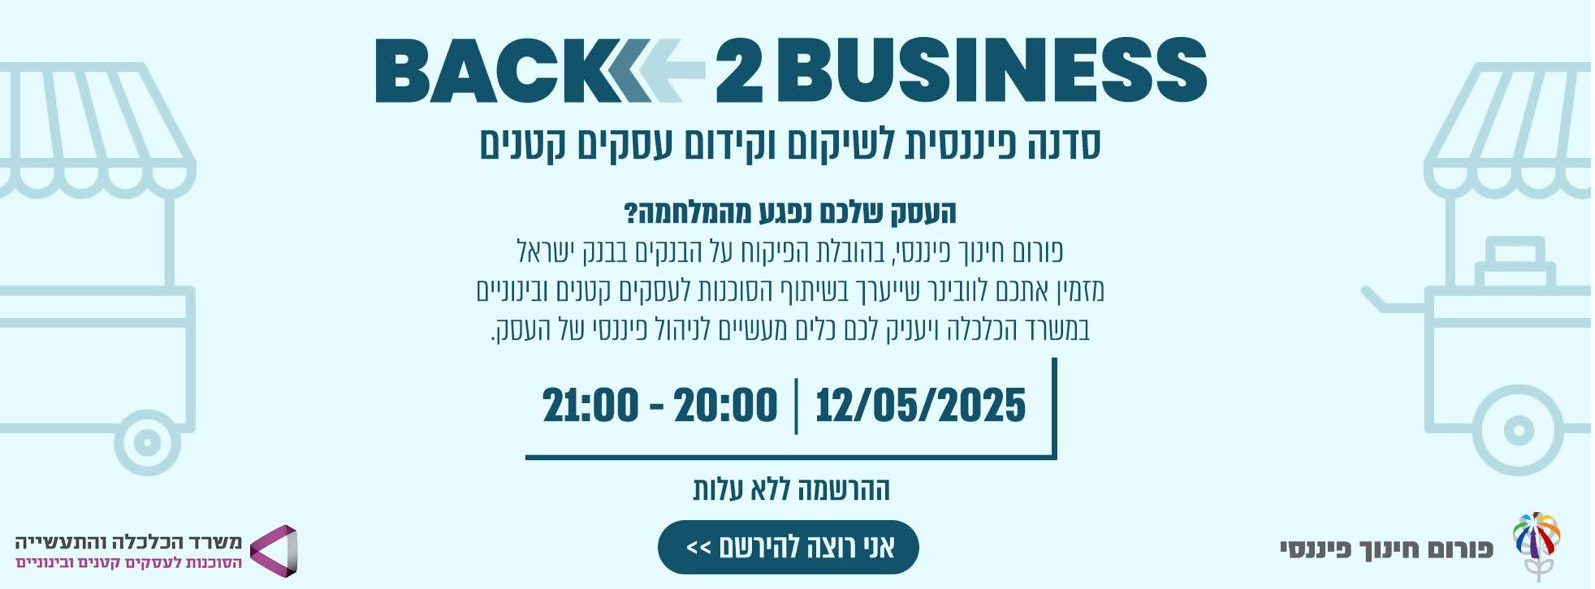 BACK 2 BUSINESS
סדנה פיננסית לשיקום וקידום עסקים קטנים
העסק שלכם נפגע מהמלחמה?
פורום חינוך פיננסי, בהובלת הפיקוח על הבנקים בבנק ישראל
מזמין אתכם לוובינר שייערך בשיתוף הסוכנות לעסקים קטנים ובינוניים
במשרד הכלכלה ויעניק לכם כלים מעשיים לניהול פיננסי של העסק.
12/05/2025 | 20:00 - 21:00
ההרשמה ללא עלות
אני רוצה להירשם >>
פורום חינוך פיננסי
משרד הכלכלה והתעשייה
הסוכנות לעסקים קטנים ובינוניים